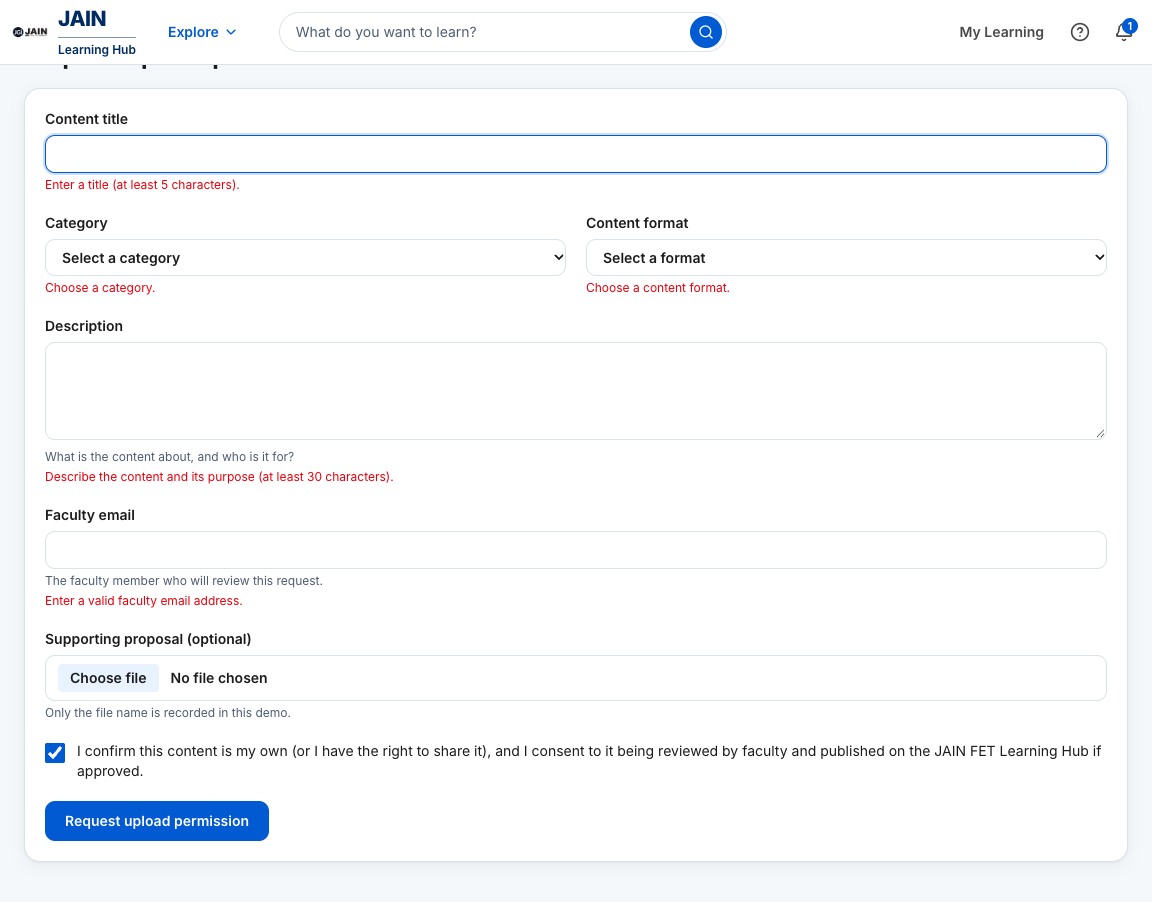 JAIN
JAIN
Learning Hub
Explore
What do you want to learn?
My Learning
?
1
Content title
Enter a title (at least 5 characters).
Category
Content format
Select a category
Select a format
Choose a category.
Choose a content format.
Description
What is the content about, and who is it for?
Describe the content and its purpose (at least 30 characters).
Faculty email
The faculty member who will review this request.
Enter a valid faculty email address.
Supporting proposal (optional)
Choose file No file chosen
Only the file name is recorded in this demo.
I confirm this content is my own (or I have the right to share it), and I consent to it being reviewed by faculty and published on the JAIN FET Learning Hub if
approved.
Request upload permission